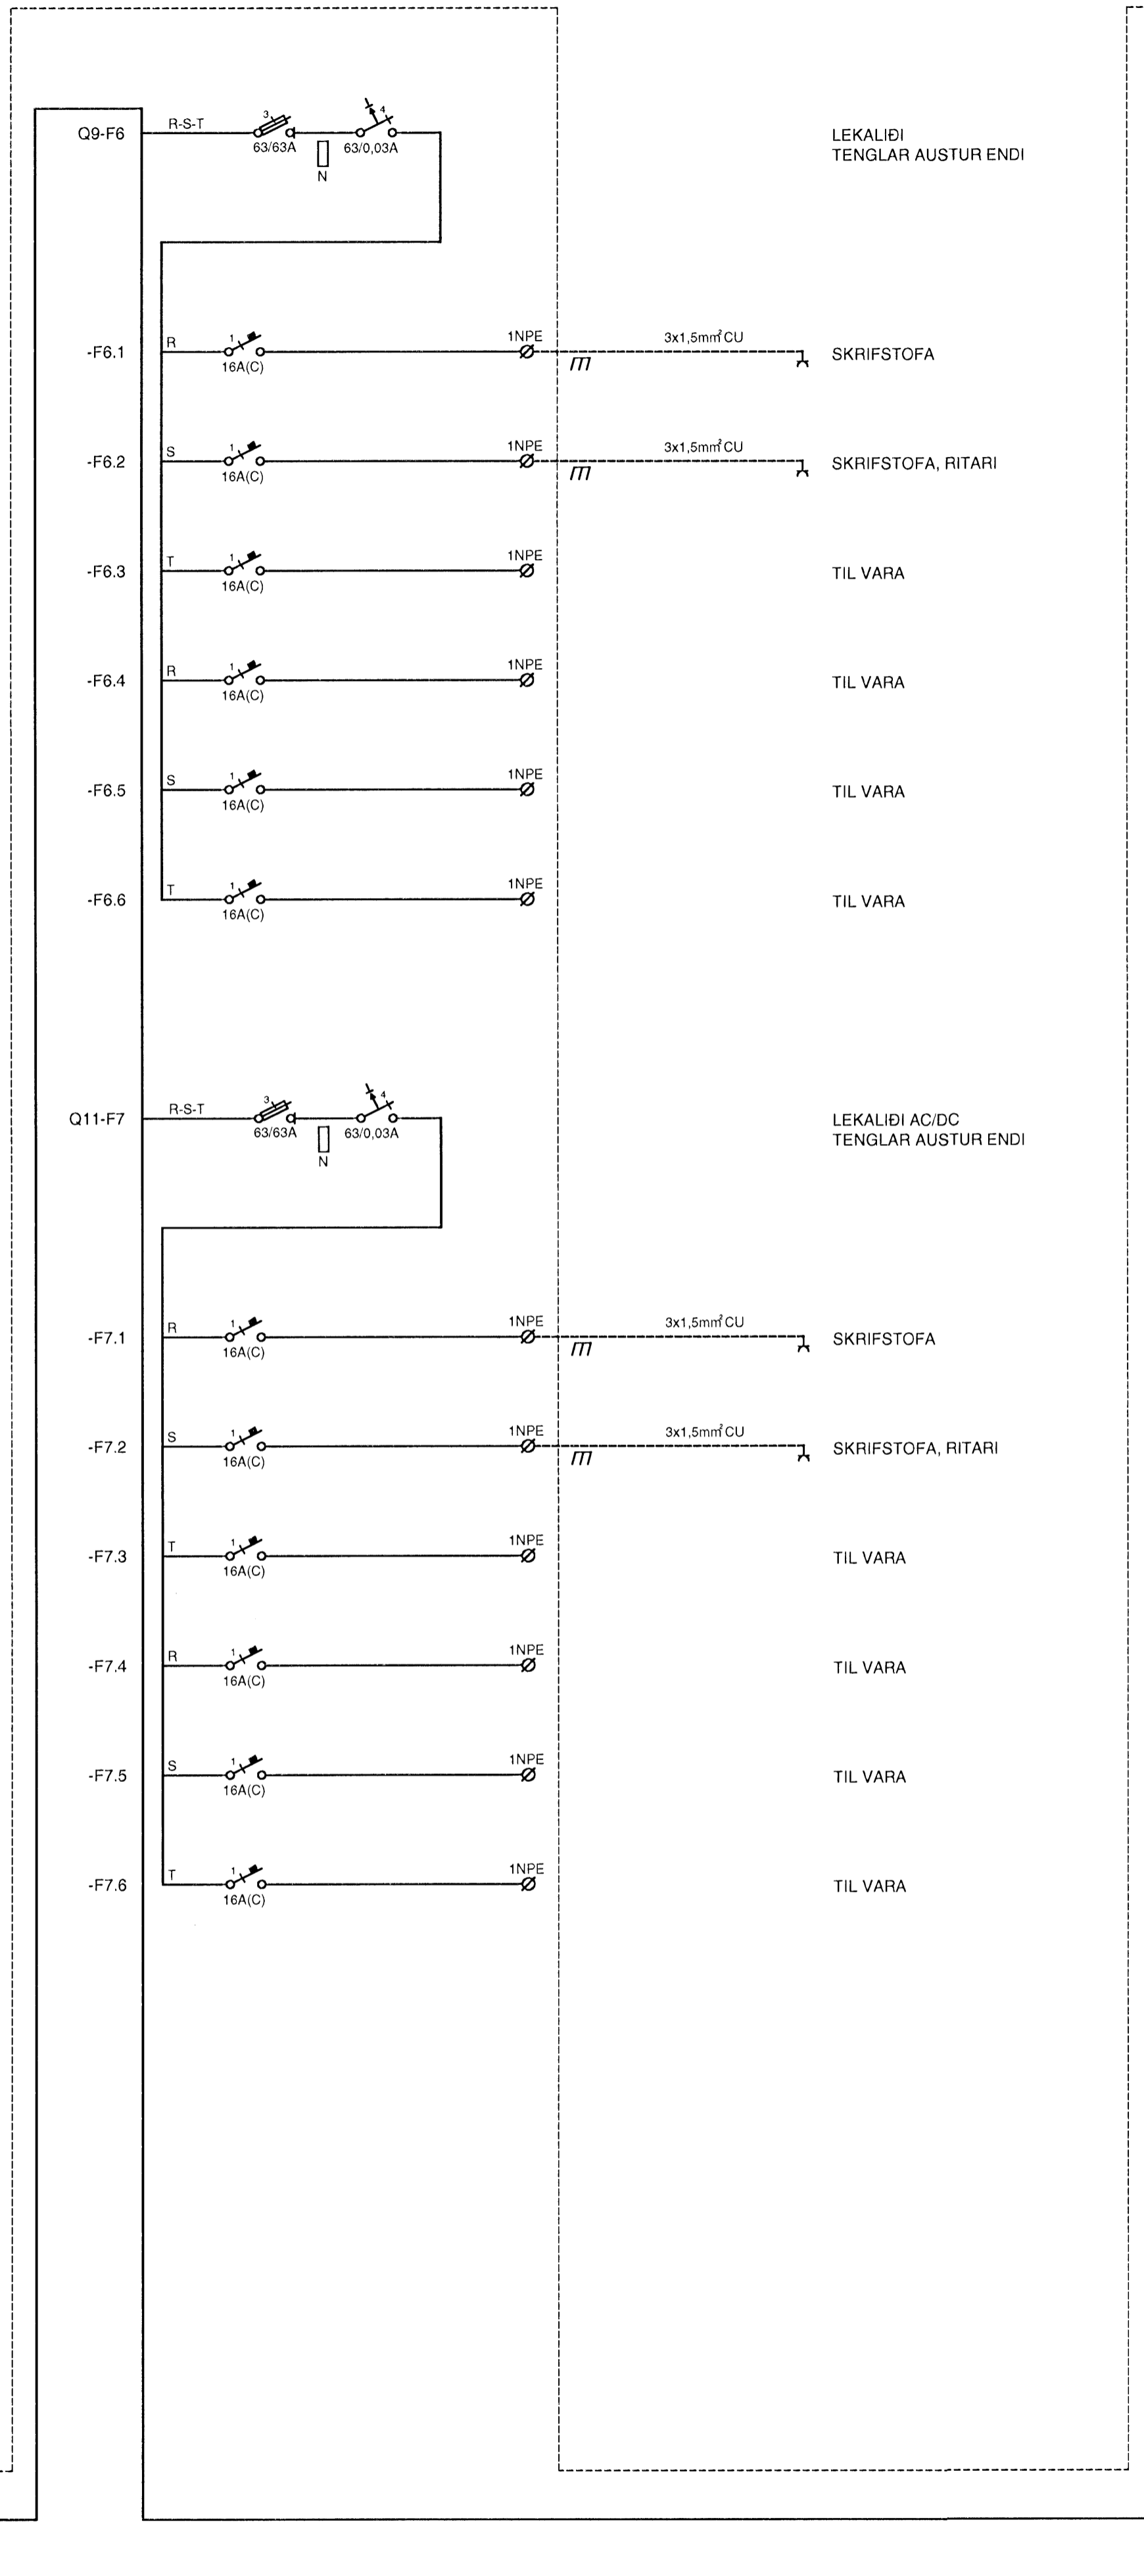 Q9-F6
R-S-T
3
63/63A
N
4
63/0,03A
LEKALIÐI
TENGLAR AUSTUR ENDI
-F6.1
R
1
16A(C)
1NPE
3x1,5mm² CU
SKRIFSTOFA
-F6.2
S
1
16A(C)
1NPE
3x1,5mm² CU
SKRIFSTOFA, RITARI
-F6.3
T
1
16A(C)
1NPE
TIL VARA
-F6.4
R
1
16A(C)
1NPE
TIL VARA
-F6.5
S
1
16A(C)
1NPE
TIL VARA
-F6.6
T
1
16A(C)
1NPE
TIL VARA
Q11-F7
R-S-T
3
63/63A
N
4
63/0,03A
LEKALIÐI AC/DC
TENGLAR AUSTUR ENDI
-F7.1
R
1
16A(C)
1NPE
3x1,5mm² CU
SKRIFSTOFA
-F7.2
S
1
16A(C)
1NPE
3x1,5mm² CU
SKRIFSTOFA, RITARI
-F7.3
T
1
16A(C)
1NPE
TIL VARA
-F7.4
R
1
16A(C)
1NPE
TIL VARA
-F7.5
S
1
16A(C)
1NPE
TIL VARA
-F7.6
T
1
16A(C)
1NPE
TIL VARA